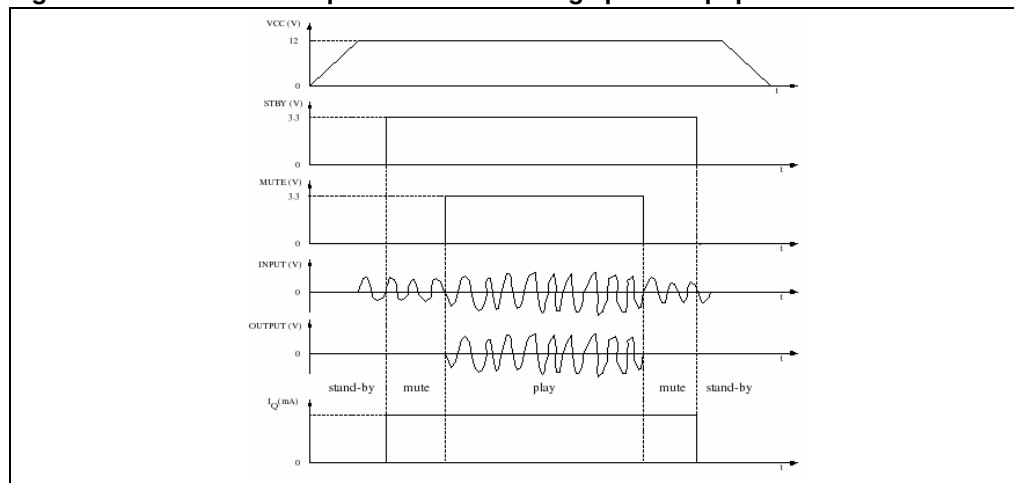 VCC (V)
12
0
t
STBY (V)
3.3
0
t
MUTE (V)
3.3
0
t
INPUT (V)
0
t
OUTPUT (V)
0
t
stand-by mute play mute stand-by
IQ(mA)
0
t